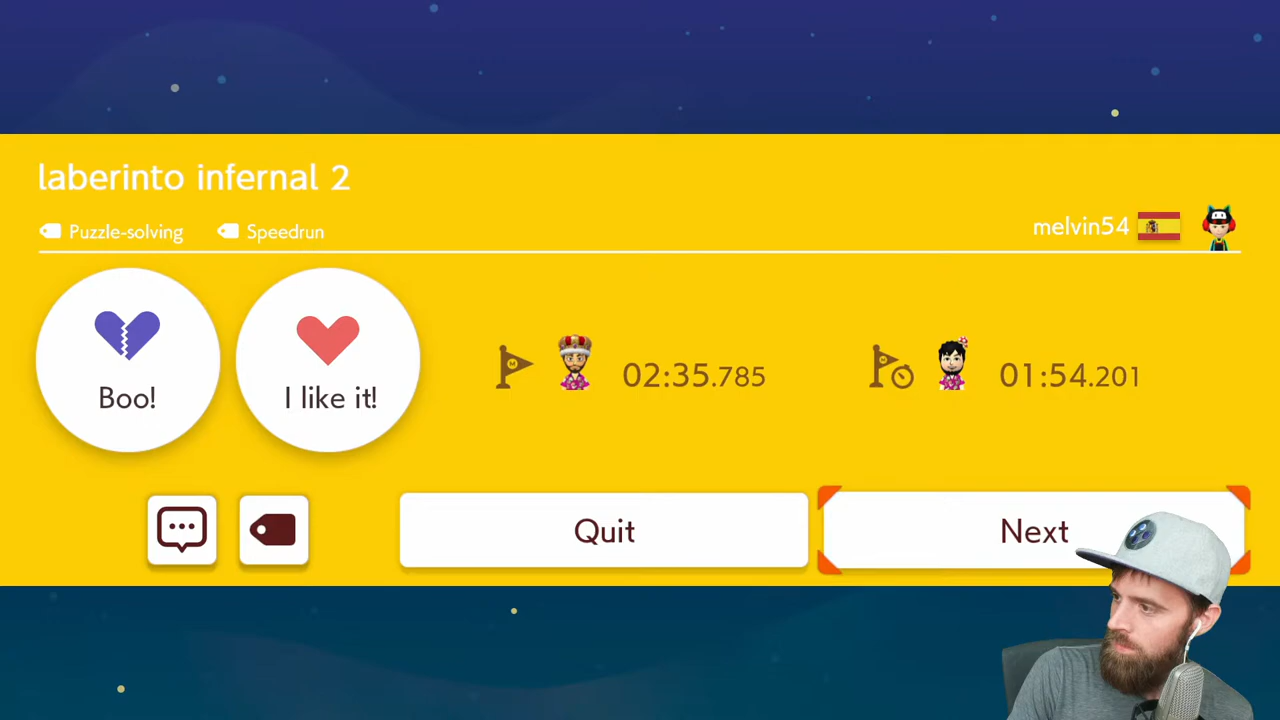 laberinto infernal 2
Puzzle-solving Speedrun
melvin54
Boo!
I like it!
M 02:35.785
M 01:54.201
Quit
Next